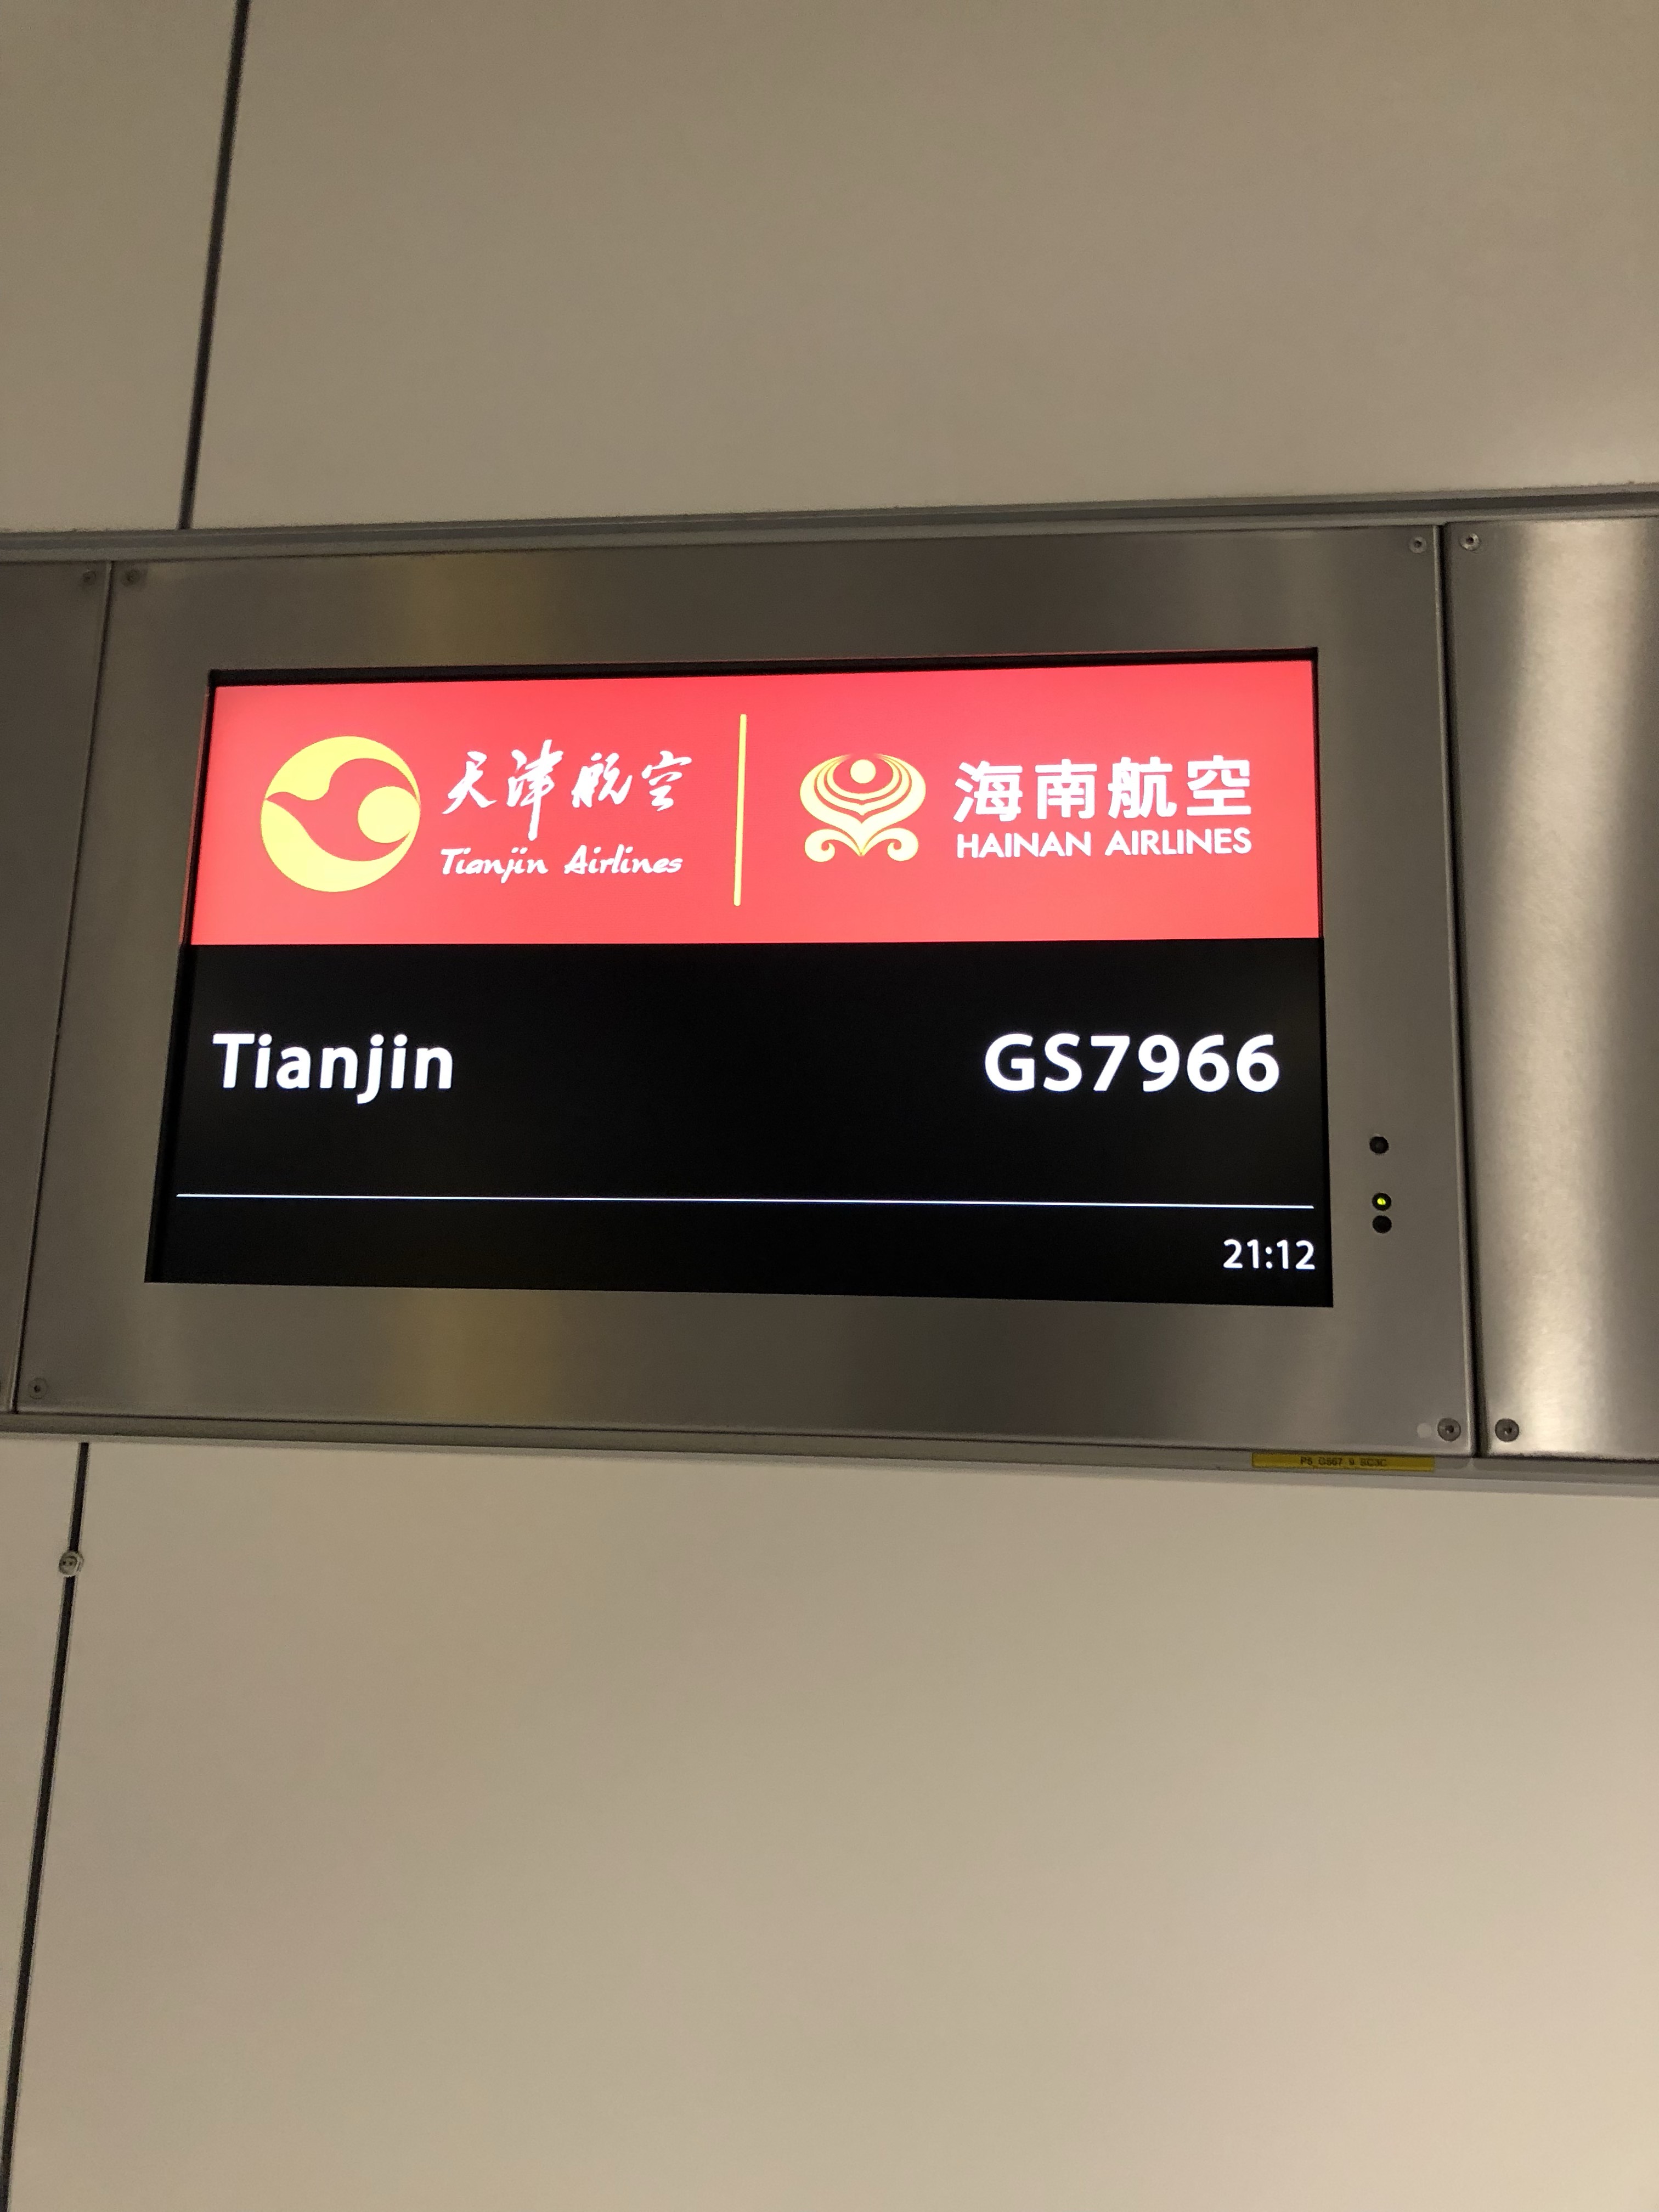 天津航空
Tianjin Airlines
海南航空
HAINAN AIRLINES
Tianjin GS7966
21:12